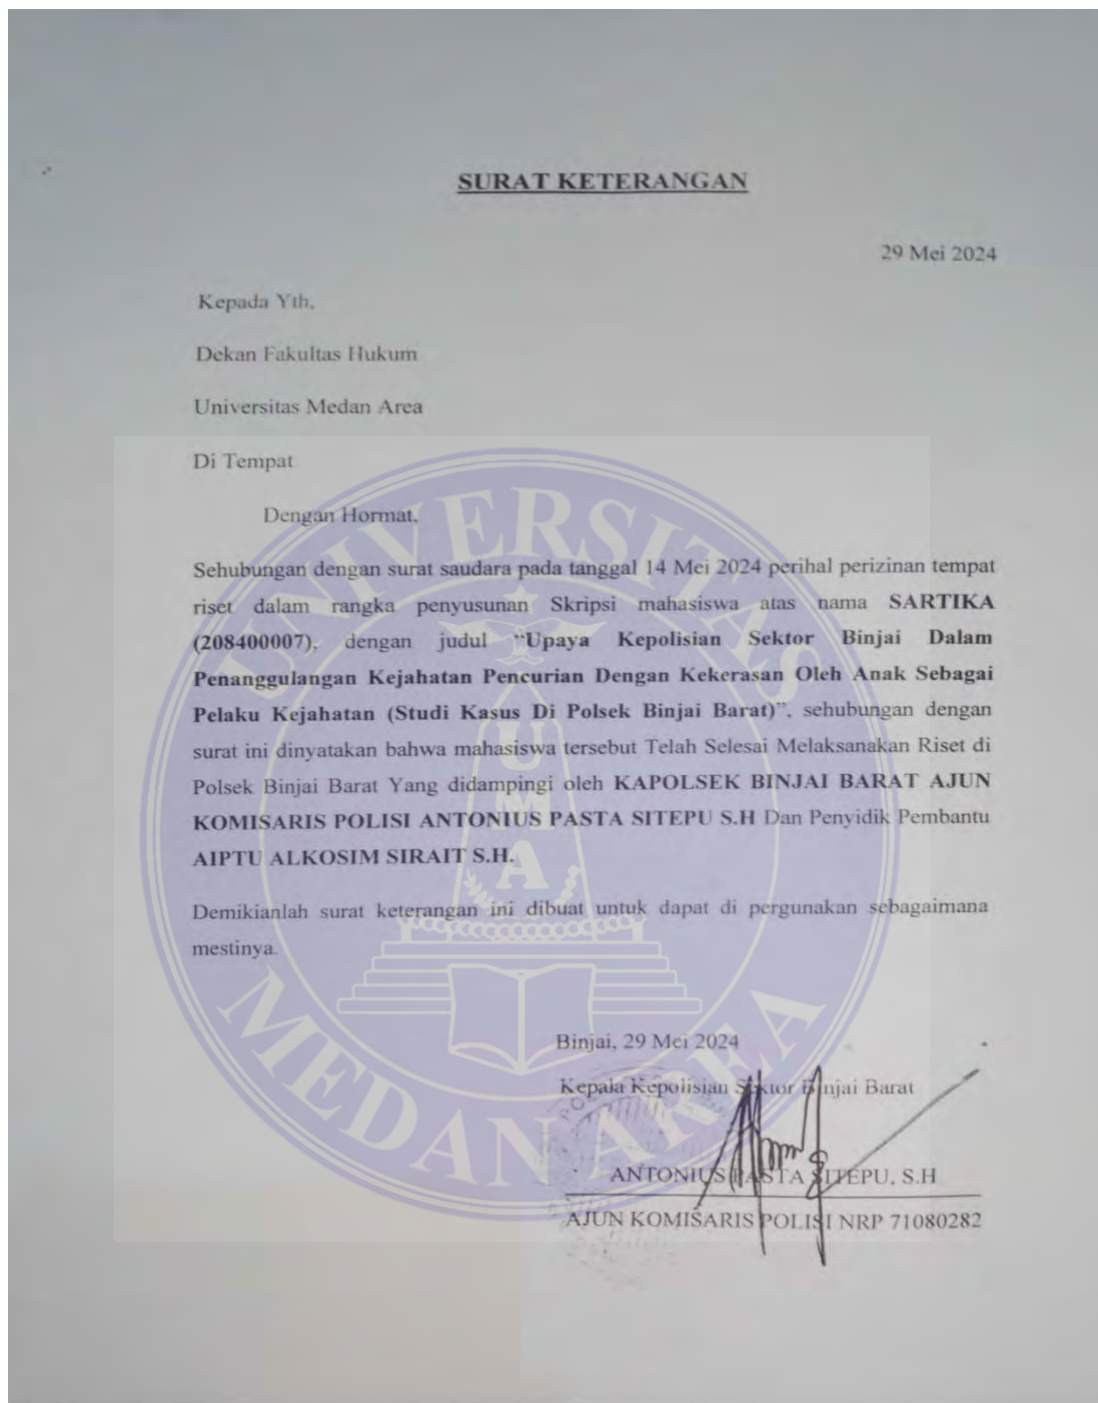 SURAT KETERANGAN
29 Mei 2024
Kepada Yth,
Dekan Fakultas Hukum
Universitas Medan Area
Di Tempat
Dengan Hormat,
Sehubungan dengan surat saudara pada tanggal 14 Mei 2024 perihal perizinan tempat
riset dalam rangka penyusunan Skripsi mahasiswa atas nama SARTIKA
(208400007), dengan judul "Upaya Kepolisian Sektor Binjai Dalam
Penanggulangan Kejahatan Pencurian Dengan Kekerasan Oleh Anak Sebagai
Pelaku Kejahatan (Studi Kasus Di Polsek Binjai Barat)", sehubungan dengan
surat ini dinyatakan bahwa mahasiswa tersebut Telah Selesai Melaksanakan Riset di
Polsek Binjai Barat Yang didampingi oleh KAPOLSEK BINJAI BARAT AJUN
KOMISARIS POLISI ANTONIUS PASTA SITEPU S.H Dan Penyidik Pembantu
AIPTU ALKOSIM SIRAIT S.H.
Demikianlah surat keterangan ini dibuat untuk dapat di pergunakan sebagaimana
mestinya.
Binjai, 29 Mei 2024
Kepala Kepolisian Sektor Binjai Barat
ANTONIUS PASTA SITEPU, S.H
AJUN KOMISARIS POLISI NRP 71080282
UNIVERSITAS
UMA
MEDAN AREA